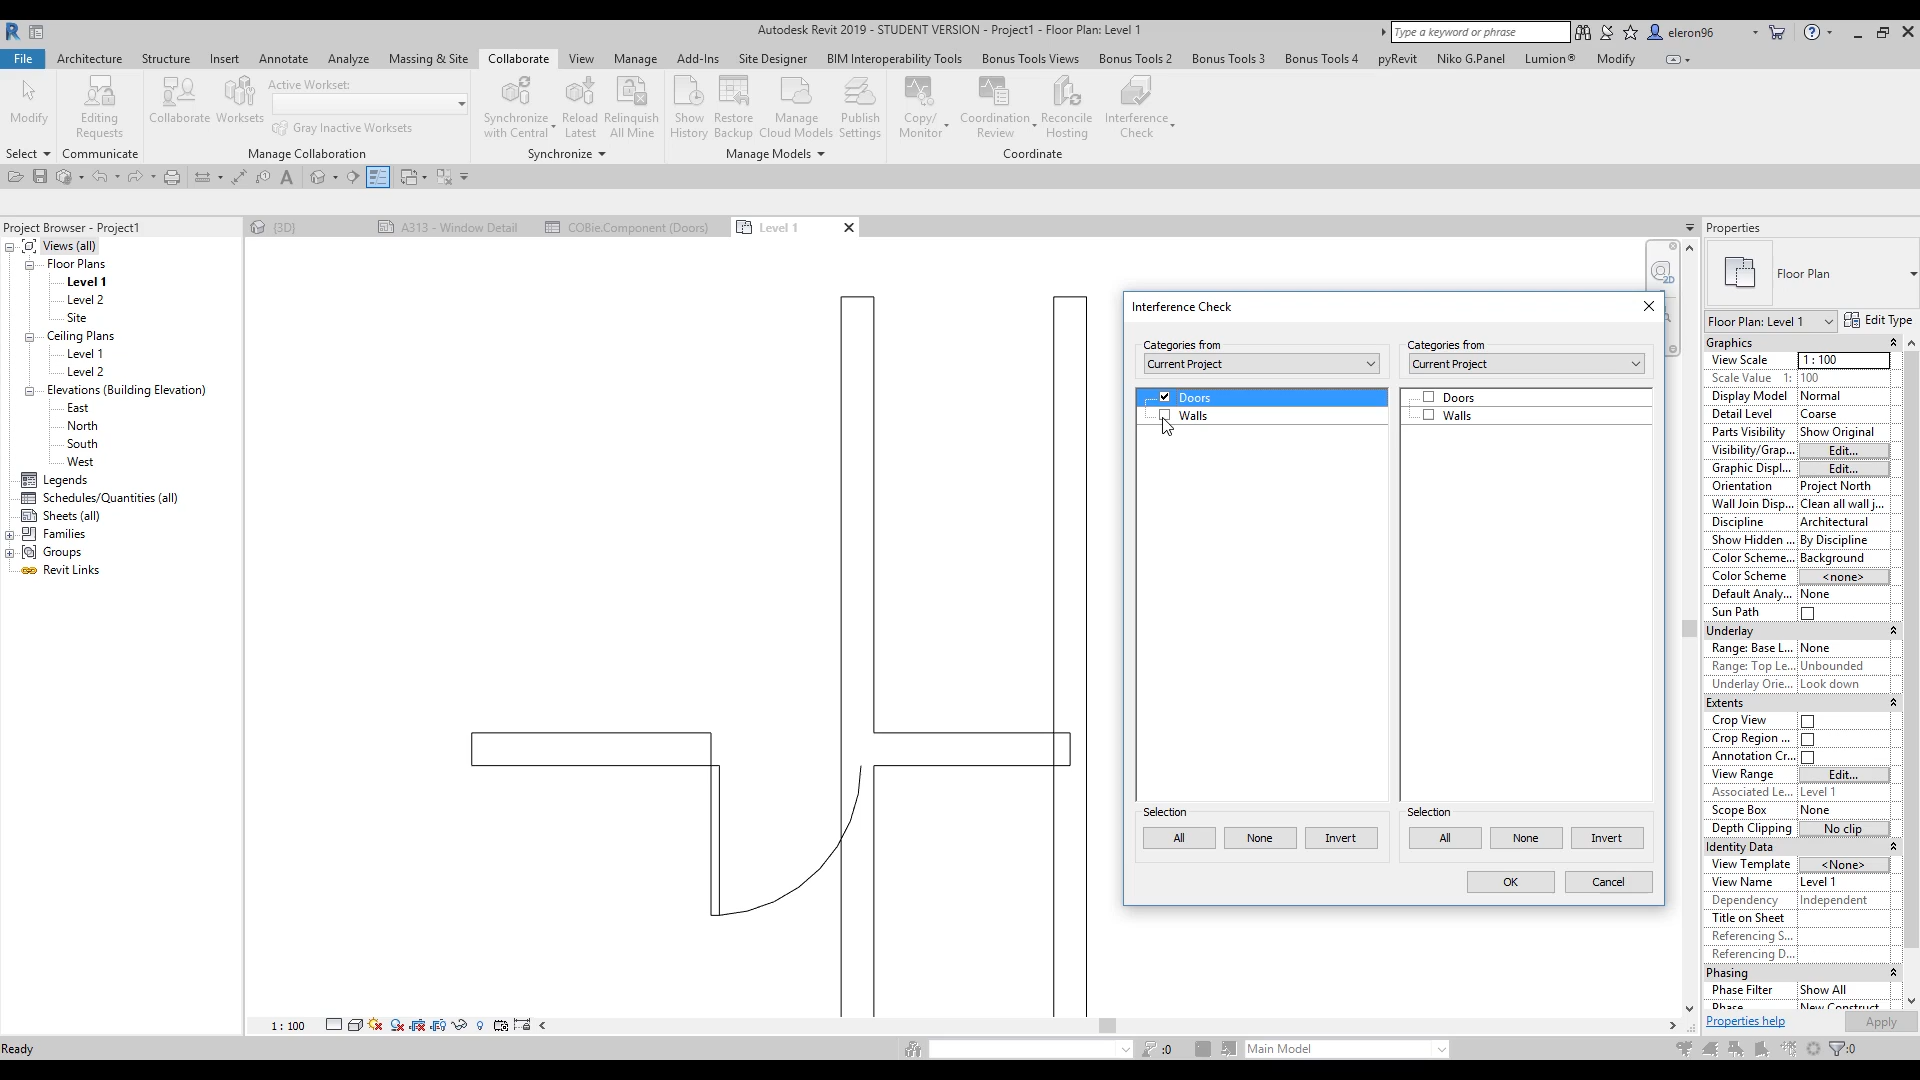 Autodesk Revit 2019 - STUDENT VERSION - Project1 - Floor Plan: Level 1
Type a keyword or phrase
eleron96
File Architecture Structure Insert Annotate Analyze Massing & Site Collaborate View Manage Add-Ins Site Designer BIM Interoperability Tools Bonus Tools Views Bonus Tools 2 Bonus Tools 3 Bonus Tools 4 pyRevit Niko G.Panel Lumion® Modify
Modify
Editing Requests
Collaborate
Worksets
Active Workset:
Gray Inactive Worksets
Synchronize with Central
Reload Latest
Relinquish All Mine
Show History
Restore Backup
Manage Cloud Models
Publish Settings
Copy/ Monitor
Coordination Review
Reconcile Hosting
Interference Check
Select Communicate Manage Collaboration Synchronize Manage Models Coordinate
Project Browser - Project1
Views (all)
Floor Plans
Level 1
Level 2
Site
Ceiling Plans
Level 1
Level 2
Elevations (Building Elevation)
East
North
South
West
Legends
Schedules/Quantities (all)
Sheets (all)
Families
Groups
Revit Links
{3D}
A313 - Window Detail
COBie.Component (Doors)
Level 1
2D
Interference Check
Categories from
Current Project
Doors
Walls
Selection
All None Invert
Categories from
Current Project
Doors
Walls
Selection
All None Invert
OK Cancel
Properties
Floor Plan
Floor Plan: Level 1 Edit Type
Graphics
View Scale 1 : 100
Scale Value 1: 100
Display Model Normal
Detail Level Coarse
Parts Visibility Show Original
Visibility/Grap... Edit...
Graphic Displ... Edit...
Orientation Project North
Wall Join Disp... Clean all wall j...
Discipline Architectural
Show Hidden ... By Discipline
Color Scheme... Background
Color Scheme <none>
Default Analy... None
Sun Path
Underlay
Range: Base L... None
Range: Top Le... Unbounded
Underlay Orie... Look down
Extents
Crop View
Crop Region ...
Annotation Cr...
View Range Edit...
Associated Le... Level 1
Scope Box None
Depth Clipping No clip
Identity Data
View Template <None>
View Name Level 1
Dependency Independent
Title on Sheet
Referencing S...
Referencing D...
Phasing
Phase Filter Show All
Phase New Construct
Properties help Apply
1 : 100
Ready
:0
Main Model
:0